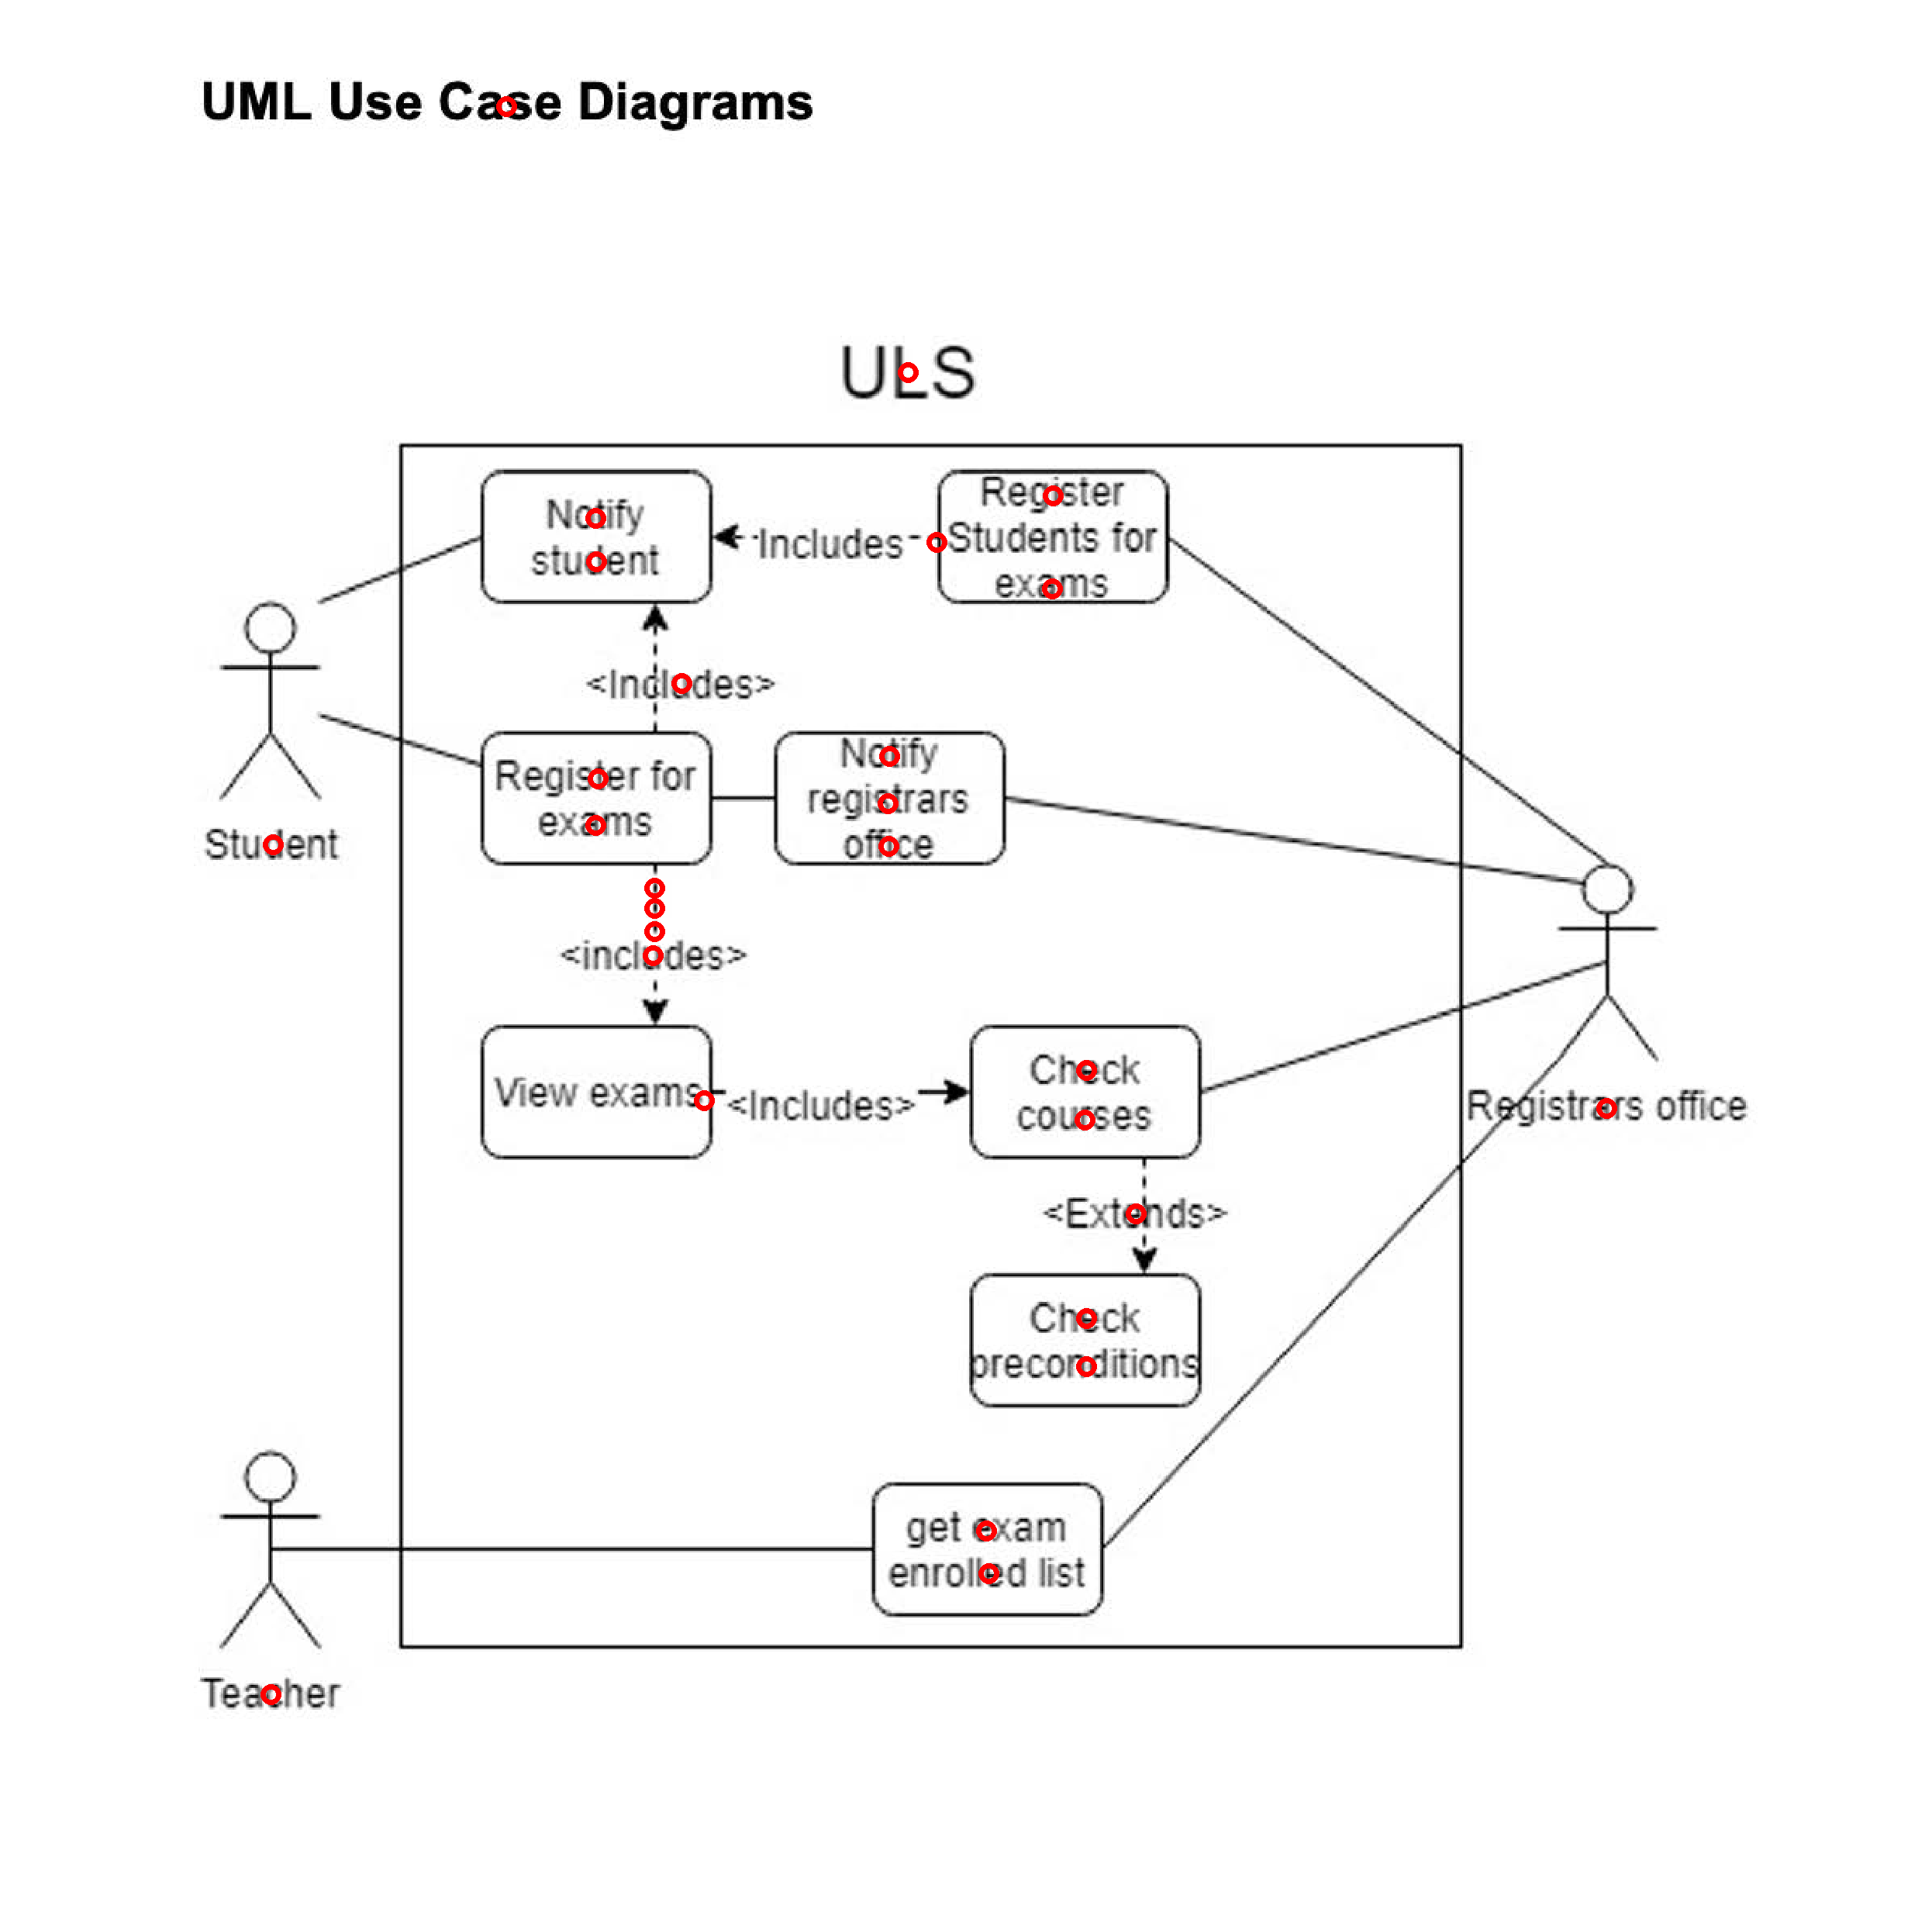 UML Use Case Diagrams
ULS
Notify
student
Includes
Register
Students for
exams
<Includes>
Student
Register for
exams
Notify
registrars
office
<includes>
View exams
<Includes>
Check
courses
Registrars office
<Extends>
Check
preconditions
get exam
enrolled list
Teacher